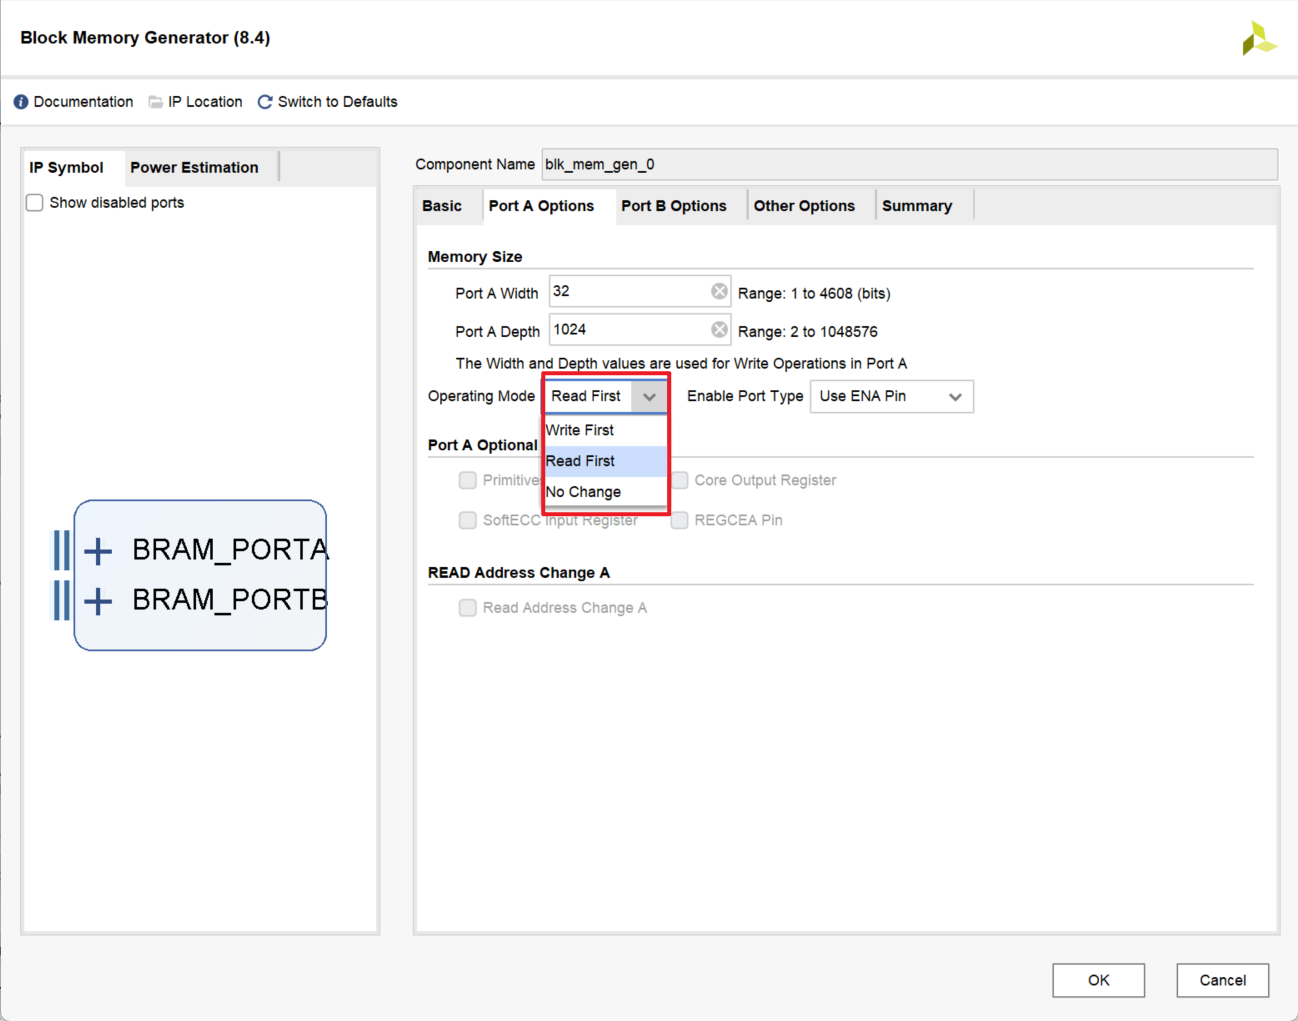 Block Memory Generator (8.4)
Documentation IP Location Switch to Defaults
IP Symbol Power Estimation
Show disabled ports
BRAM_PORTA
BRAM_PORTB
Component Name blk_mem_gen_0
Basic Port A Options Port B Options Other Options Summary
Memory Size
Port A Width 32 Range: 1 to 4608 (bits)
Port A Depth 1024 Range: 2 to 1048576
The Width and Depth values are used for Write Operations in Port A
Operating Mode Read First Enable Port Type Use ENA Pin
Write First
Read First
No Change
Port A Optional
Primitive Core Output Register
SoftECC Input Register REGCEA Pin
READ Address Change A
Read Address Change A
OK Cancel